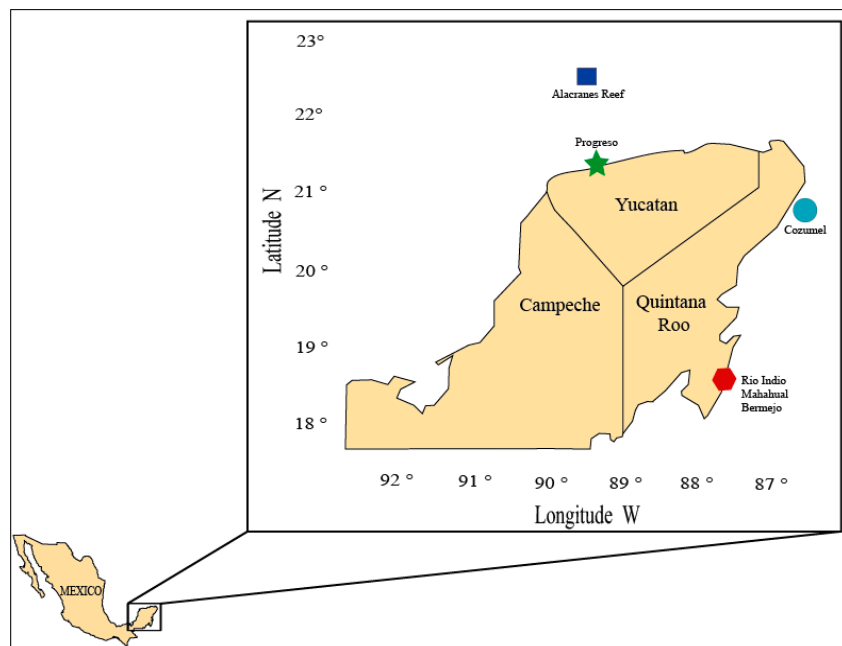 23°
Alacranes Reef
22°
Progreso
21 °
Yucatan
Cozumel
Latitude N
20 °
Campeche
Quintana
Roo
19 °
Rio Indio
Mahahual
Bermejo
18 °
92 °
91 °
90 °
89 °
88 °
87 °
Longitude W
MEXICO